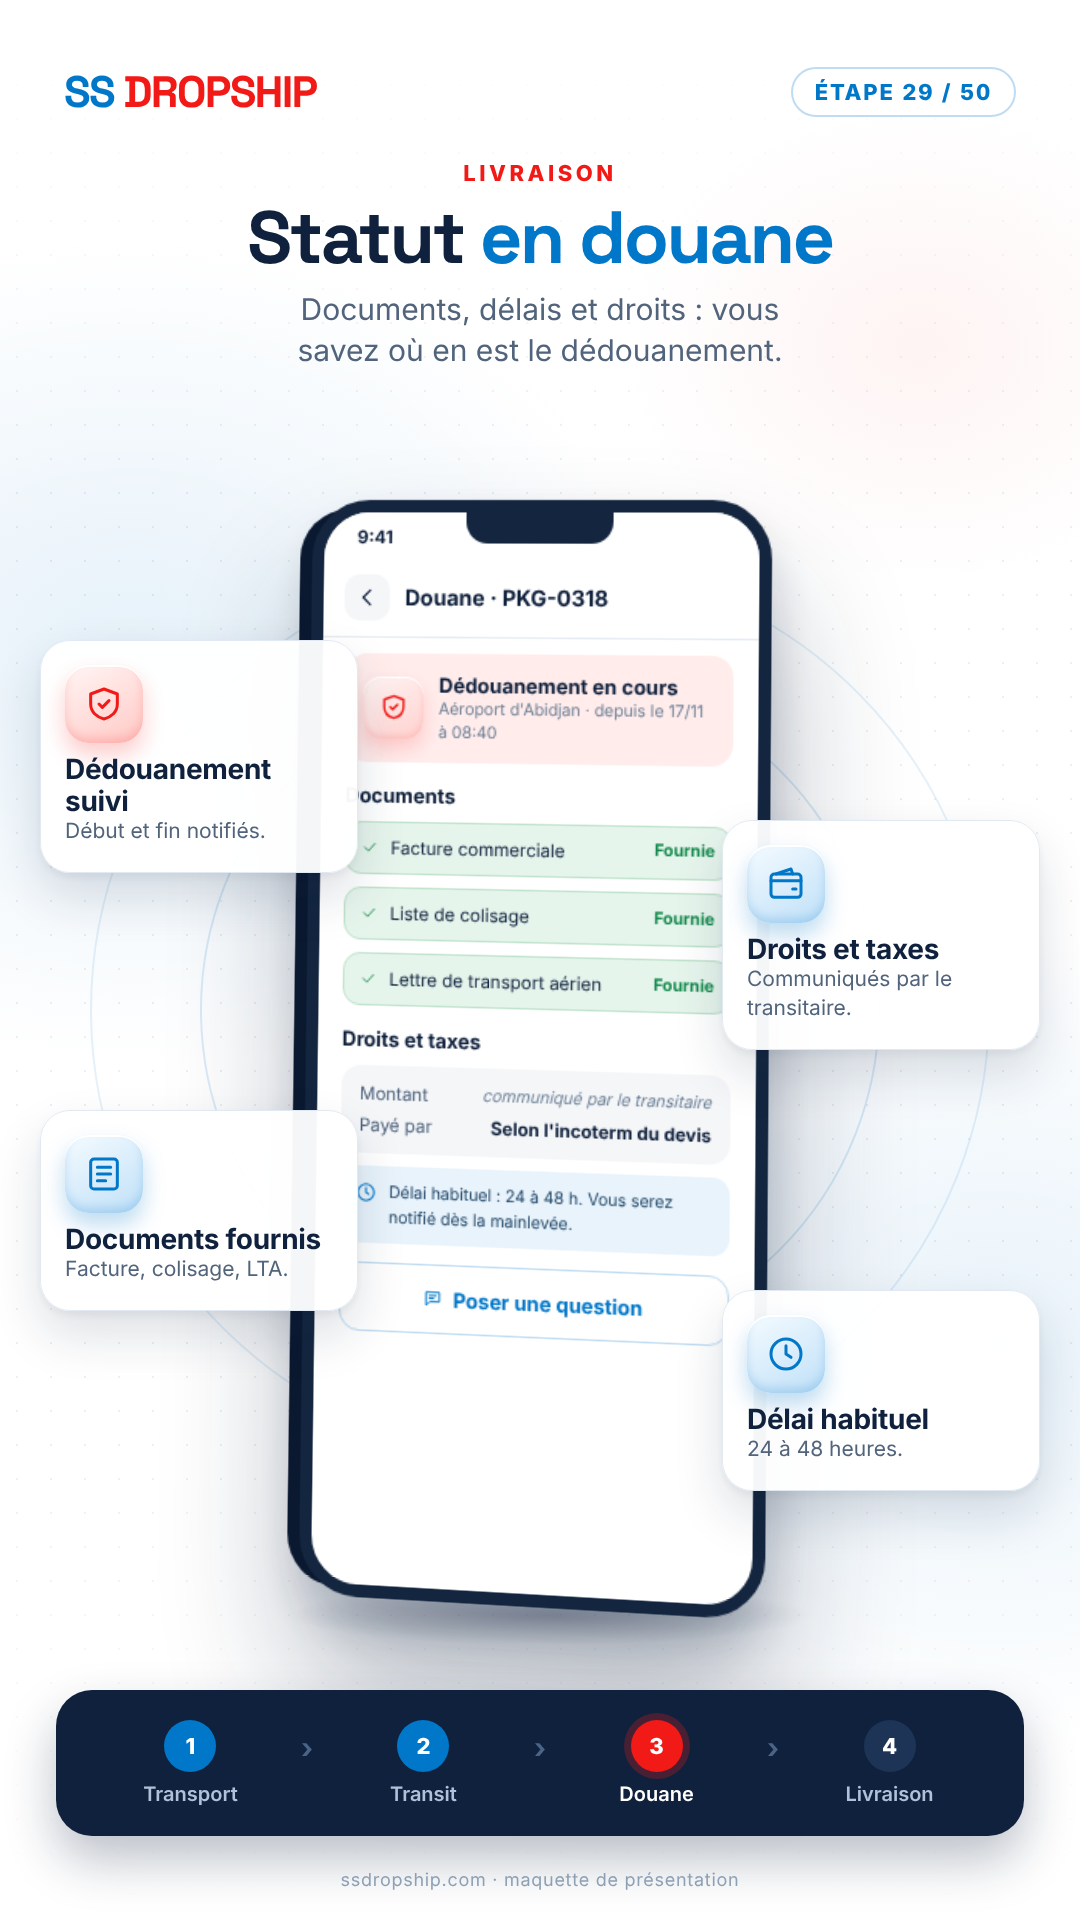 SS DROPSHIP
ÉTAPE 29 / 50
LIVRAISON
Statut en douane
Documents, délais et droits : vous
savez où en est le dédouanement.
9:41
Douane · PKG-0318
Dédouanement en cours
Aéroport d'Abidjan · depuis le 17/11
à 08:40
Documents
Facture commerciale Fournie
Liste de colisage Fournie
Lettre de transport aérien Fournie
Droits et taxes
Montant communiqué par le transitaire
Payé par Selon l'incoterm du devis
Délai habituel : 24 à 48 h. Vous serez
notifié dès la mainlevée.
Poser une question
Dédouanement
suivi
Début et fin notifiés.
Droits et taxes
Communiqués par le
transitaire.
Documents fournis
Facture, colisage, LTA.
Délai habituel
24 à 48 heures.
1 › 2 › 3 › 4
Transport Transit Douane Livraison
ssdropship.com · maquette de présentation